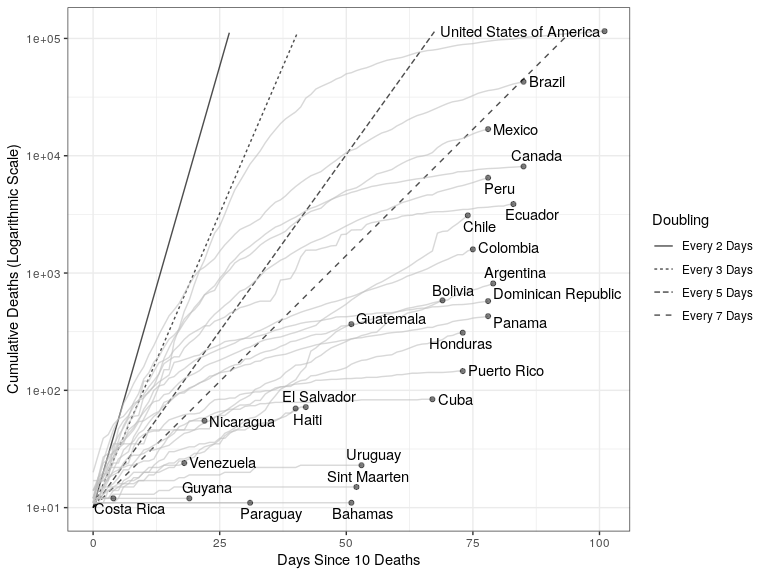 Cumulative Deaths (Logarithmic Scale)
1e+05
1e+04
1e+03
1e+02
1e+01
United States of America
Brazil
Mexico
Canada
Peru
Ecuador
Chile
Colombia
Argentina
Bolivia
Dominican Republic
Guatemala
Panama
Honduras
Puerto Rico
El Salvador
Cuba
Haiti
Nicaragua
Uruguay
Venezuela
Sint Maarten
Guyana
Costa Rica
Paraguay
Bahamas
0
25
50
75
100
Days Since 10 Deaths
Doubling
Every 2 Days
Every 3 Days
Every 5 Days
Every 7 Days